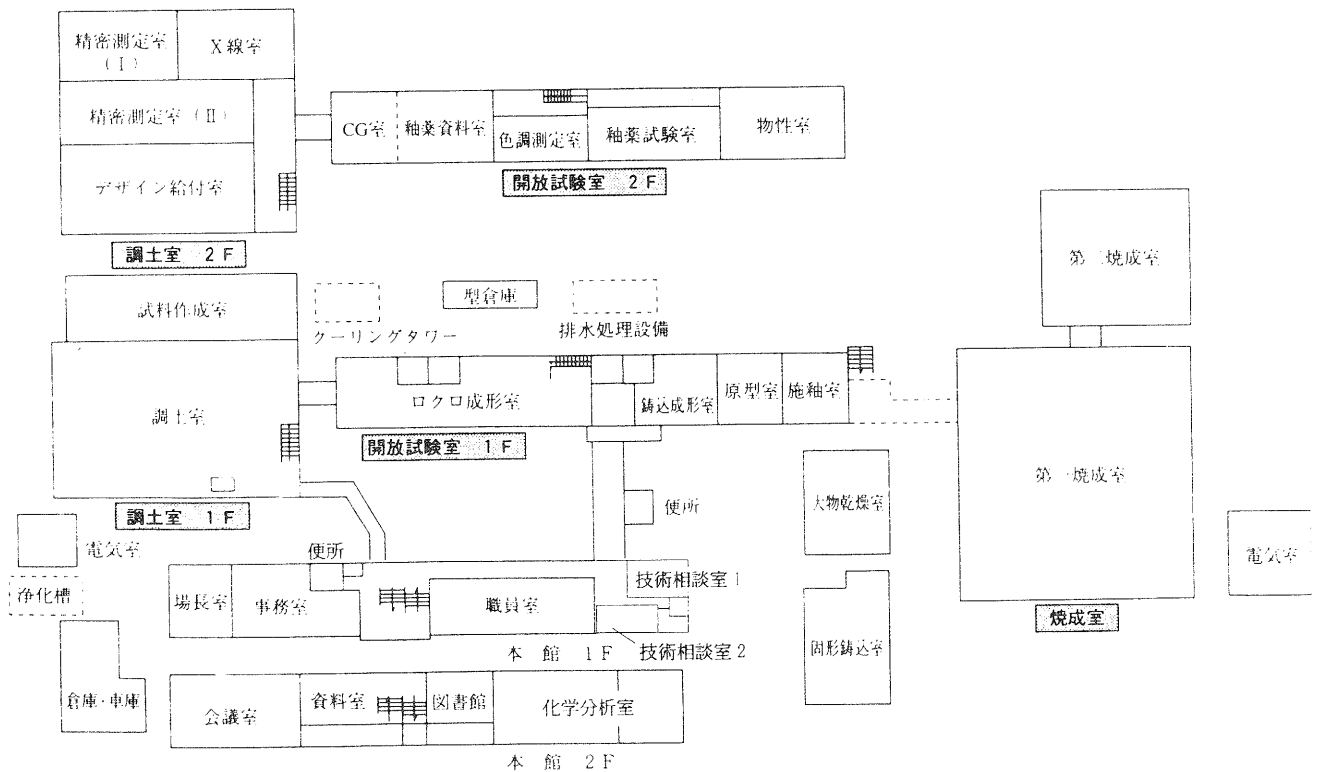 精密測定室
(Ⅰ)
X線室
精密測定室(Ⅱ)
デザイン給付室
調土室 2F
CG室
釉薬資料室
色調測定室
釉薬試験室
物性室
開放試験室 2F
試料作成室
調土室
調土室 1F
クーリングタワー
型倉庫
排水処理設備
ロクロ成形室
鋳込成形室
原型室
施釉室
開放試験室 1F
第二焼成室
第一焼成室
焼成室
電気室
大物乾燥室
固形鋳込室
便所
電気室
浄化槽
倉庫・車庫
便所
場長室
事務室
職員室
技術相談室1
技術相談室2
本館 1F
会議室
資料室
図書館
化学分析室
本館 2F